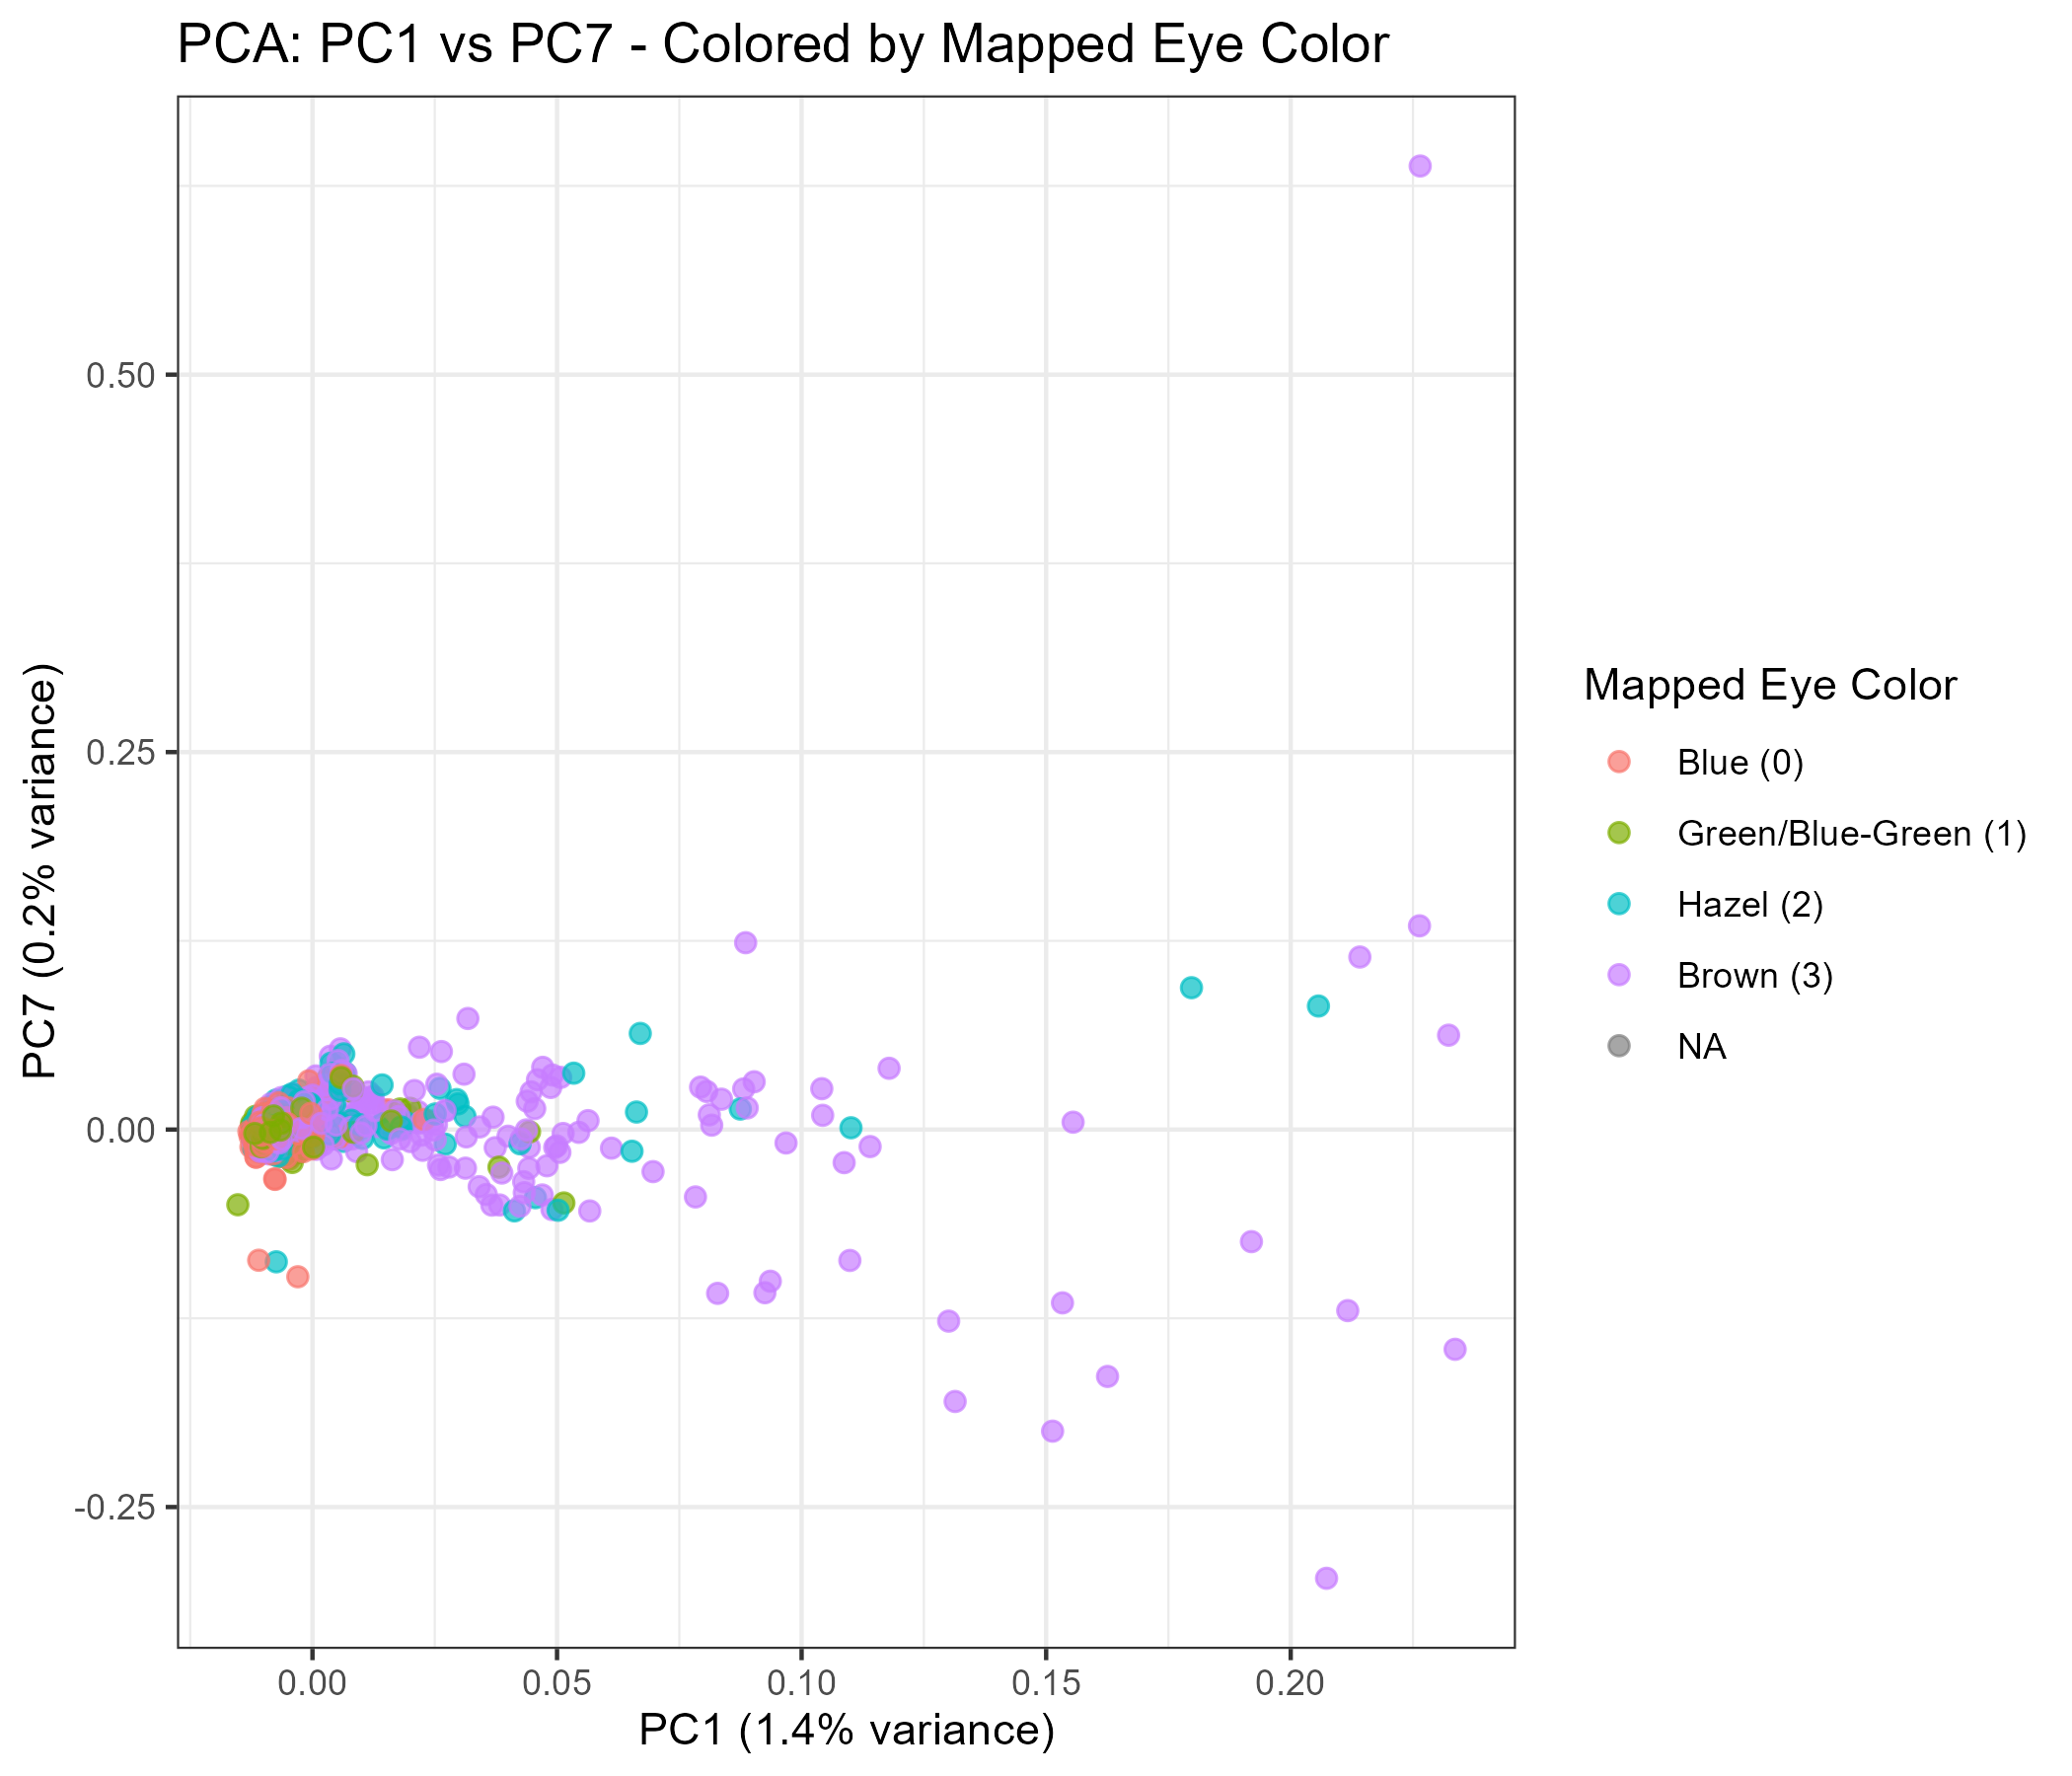 PCA: PC1 vs PC7 - Colored by Mapped Eye Color
PC7 (0.2% variance)
0.50
0.25
0.00
-0.25
0.00 0.05 0.10 0.15 0.20
PC1 (1.4% variance)
Mapped Eye Color
Blue (0)
Green/Blue-Green (1)
Hazel (2)
Brown (3)
NA